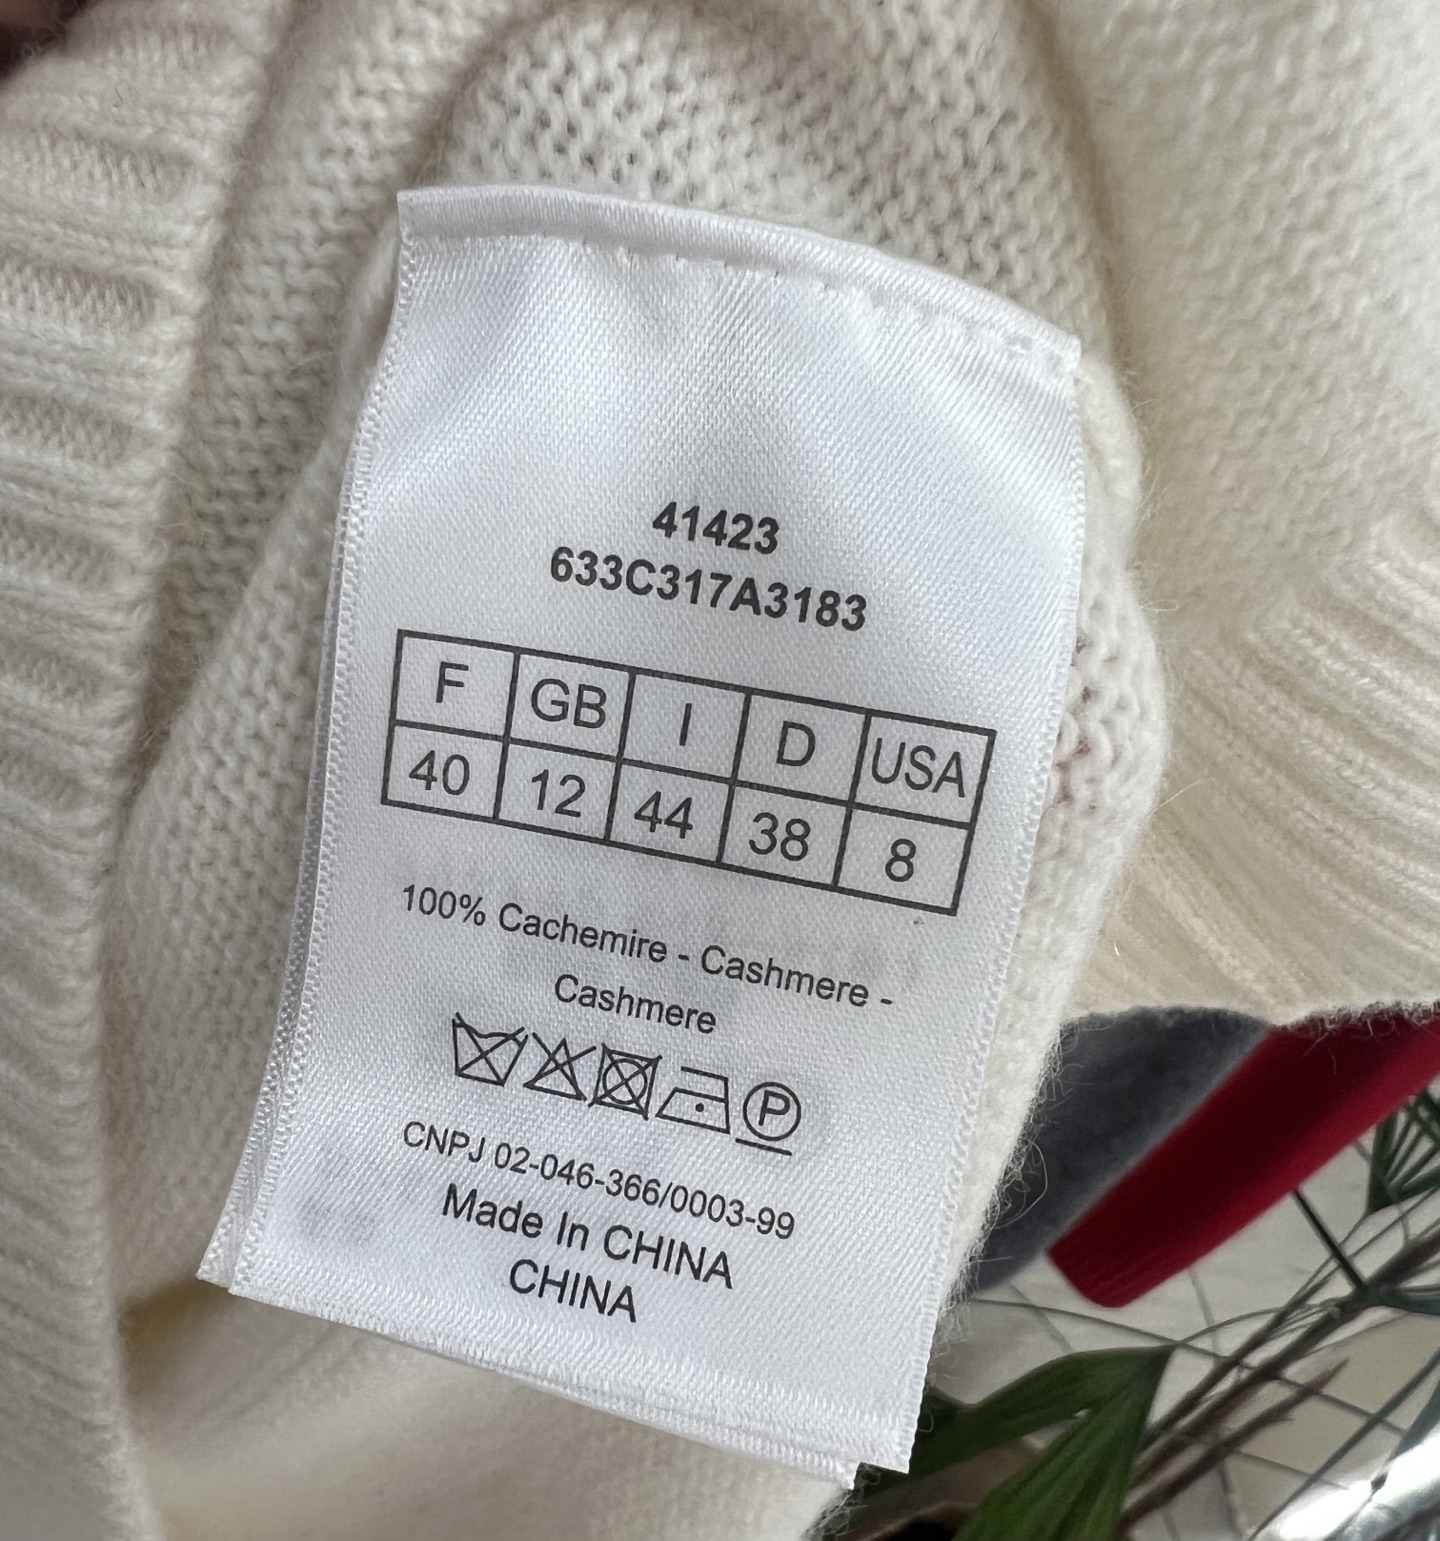 41423
633C317A3183
F GB I D USA
40 12 44 38 8
100% Cachemire - Cashmere -
Cashmere
P
CNPJ 02-046-366/0003-99
Made In CHINA
CHINA